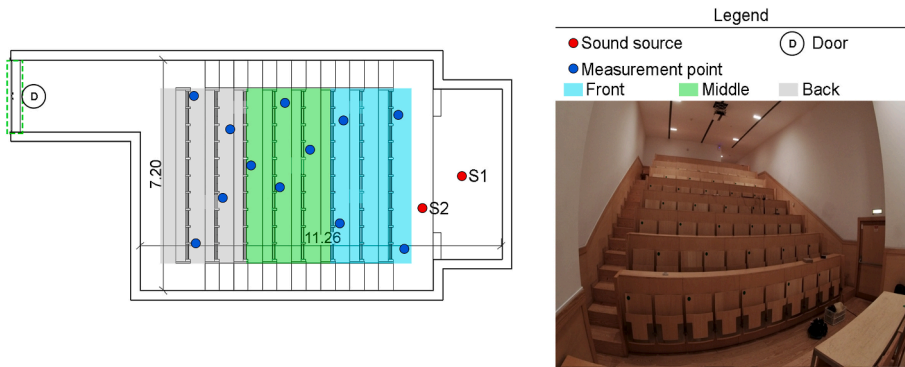 D
7.20
11.26
S1
S2
Legend
Sound source
D Door
Measurement point
Front Middle Back